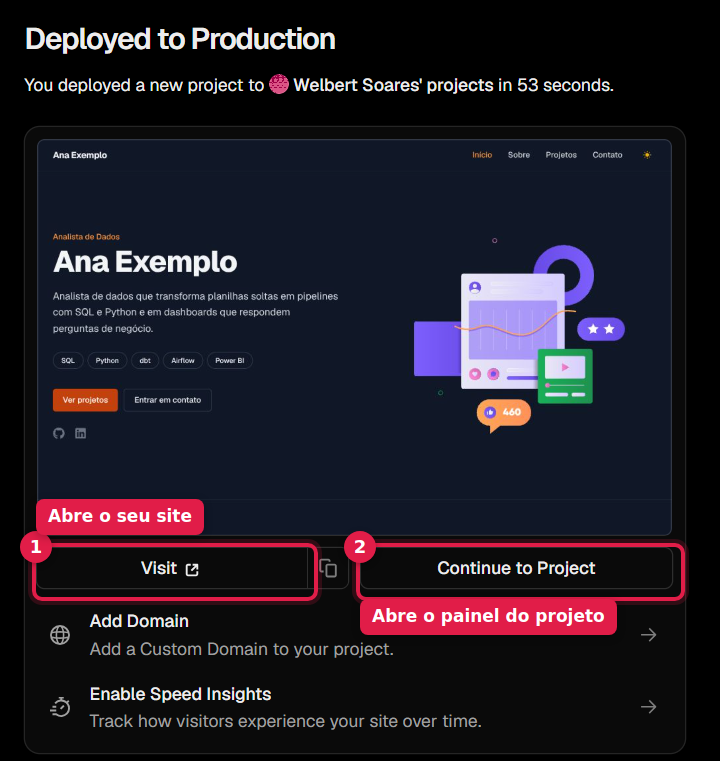 Deployed to Production
You deployed a new project to Welbert Soares' projects in 53 seconds.
Ana Exemplo
Início Sobre Projetos Contato
Analista de Dados
Ana Exemplo
Analista de dados que transforma planilhas soltas em pipelines
com SQL e Python e em dashboards que respondem
perguntas de negócio.
SQL Python dbt Airflow Power BI
Ver projetos Entrar em contato
460
Abre o seu site
1 2
Visit Continue to Project
Abre o painel do projeto
Add Domain
Add a Custom Domain to your project.
Enable Speed Insights
Track how visitors experience your site over time.